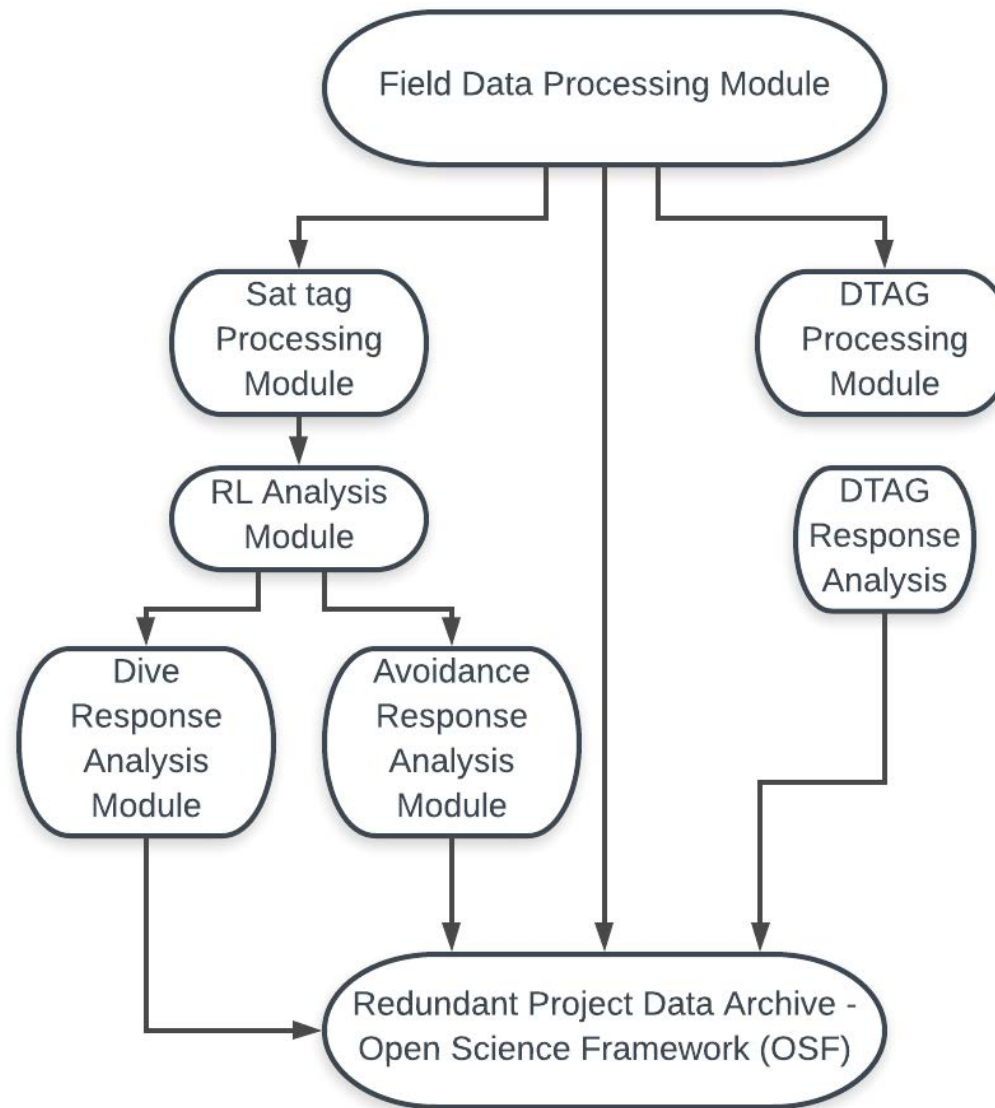 Field Data Processing Module
Sat tag
Processing
Module
DTAG
Processing
Module
RL Analysis
Module
DTAG
Response
Analysis
Dive
Response
Analysis
Module
Avoidance
Response
Analysis
Module
Redundant Project Data Archive -
Open Science Framework (OSF)